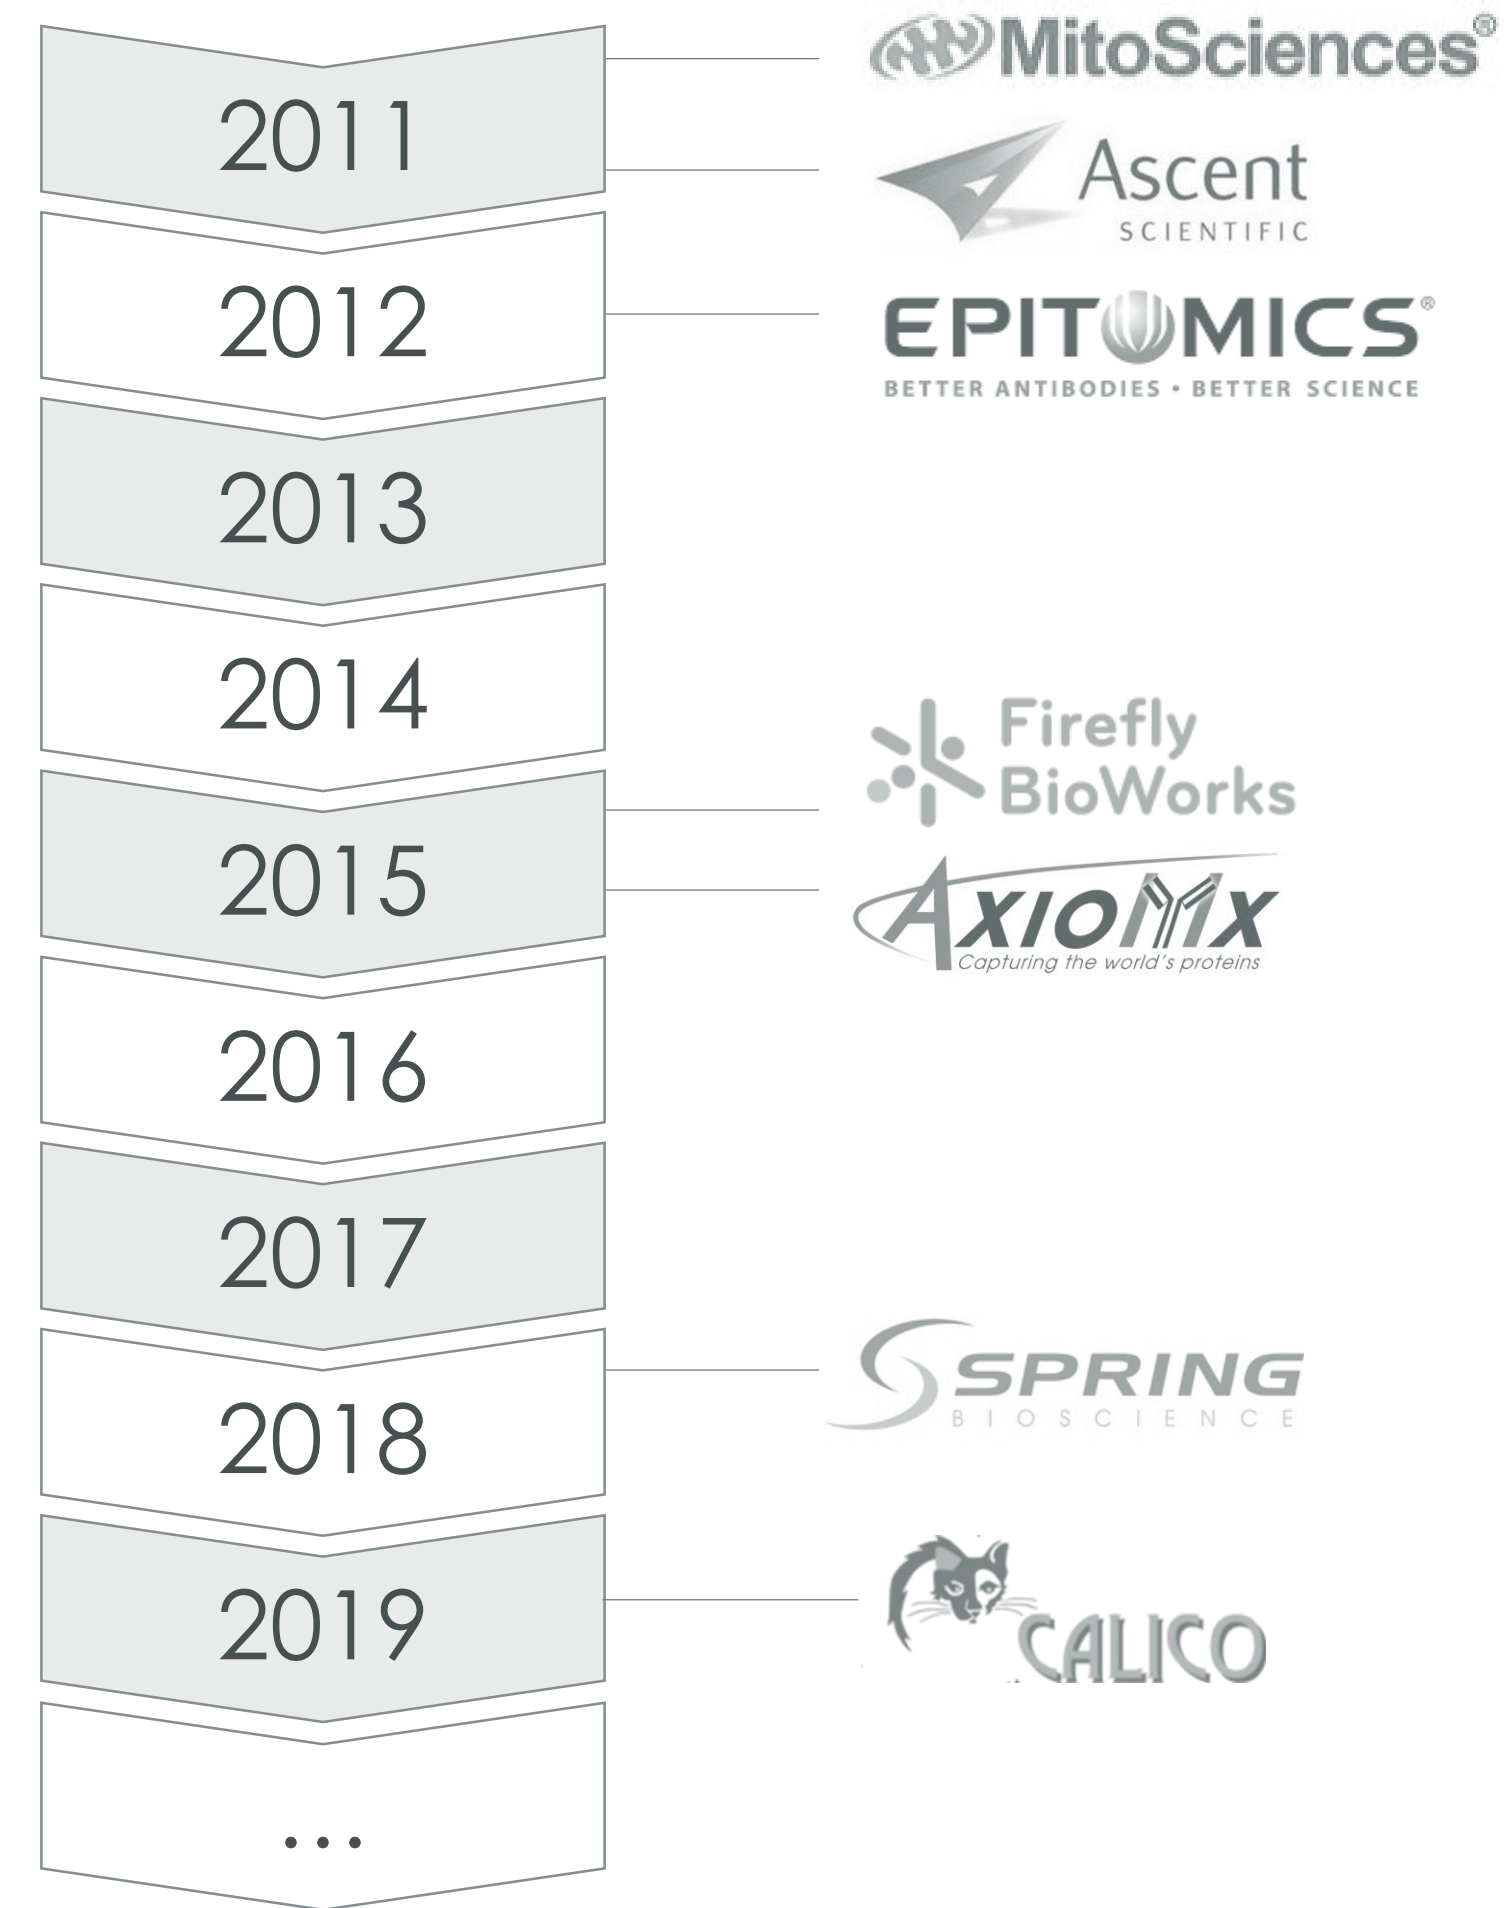 2011
MitoSciences®
Ascent
SCIENTIFIC
2012
EPITOMICS®
BETTER ANTIBODIES • BETTER SCIENCE
2013
2014
Firefly
BioWorks
2015
AXIOMX
Capturing the world's proteins
2016
2017
2018
SPRING
BIOSCIENCE
2019
CALICO
...